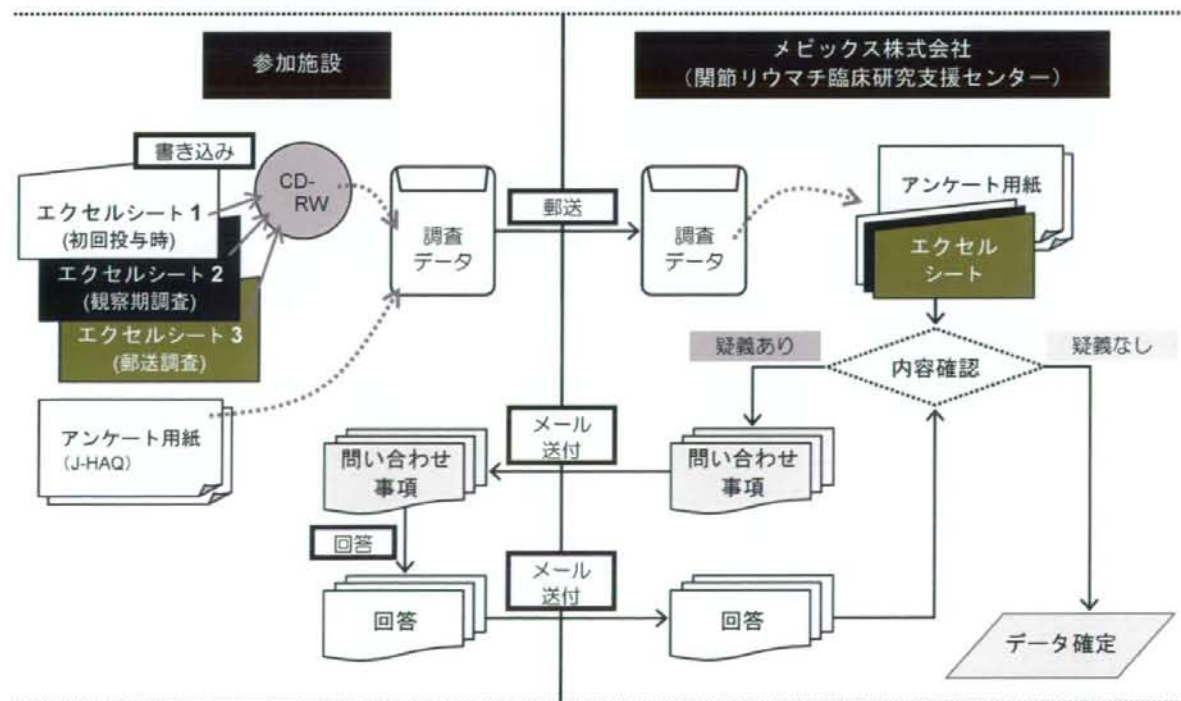 参加施設
メビックス株式会社
（関節リウマチ臨床研究支援センター）
書き込み
CD-
RW
エクセルシート 1
(初回投与時)
エクセルシート 2
(観察期調査)
エクセルシート 3
(郵送調査)
アンケート用紙
（J-HAQ）
調査
データ
郵送
調査
データ
アンケート用紙
エクセル
シート
疑義あり
内容確認
疑義なし
メール
送付
問い合わせ
事項
問い合わせ
事項
回答
メール
送付
回答
回答
データ確定